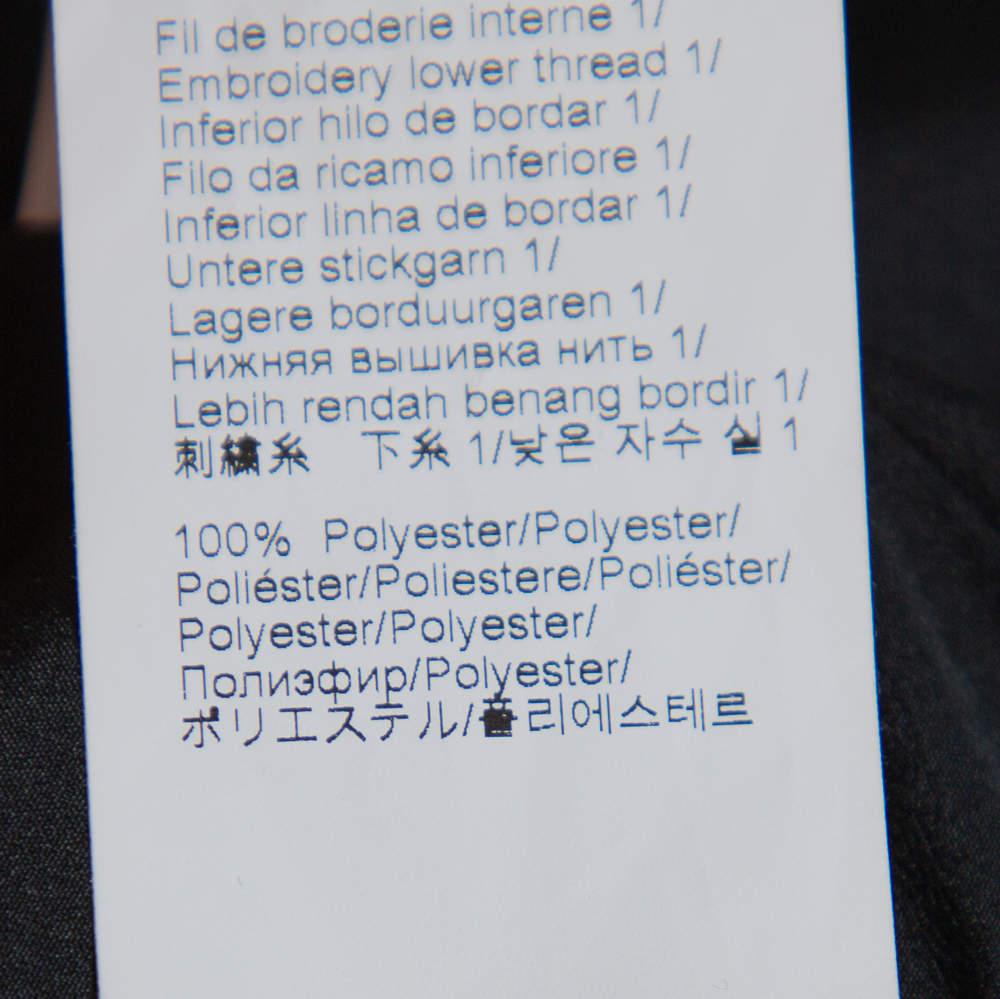 Fil de broderie interne 1/
Embroidery lower thread 1/
Inferior hilo de bordar 1/
Filo da ricamo inferiore 1/
Inferior linha de bordar 1/
Untere stickgarn 1/
Lagere borduurgaren 1/
Нижняя вышивка нить 1/
Lebih rendah benang bordir 1/
刺繍糸 下糸 1/낮은 자수 실 1
100% Polyester/Polyester/
Poliéster/Poliestere/Poliéster/
Polyester/Polyester/
Полиэфир/Polyester/
ポリエステル/폴리에스테르